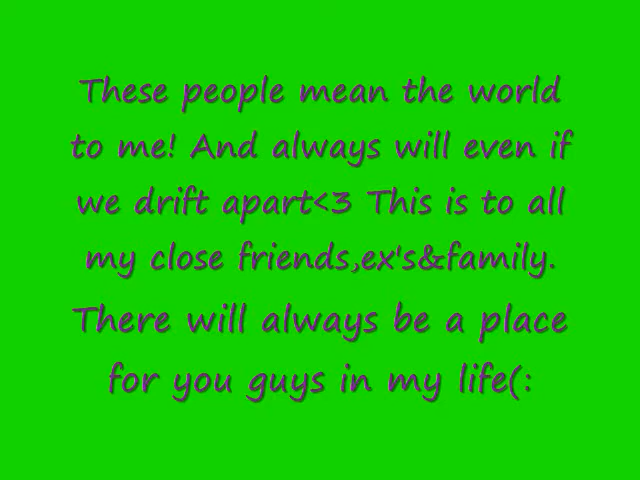 These people mean the world
to me! And always will even if
we drift apart<3 This is to all
my close friends,ex's&family.
There will always be a place
for you guys in my life(: